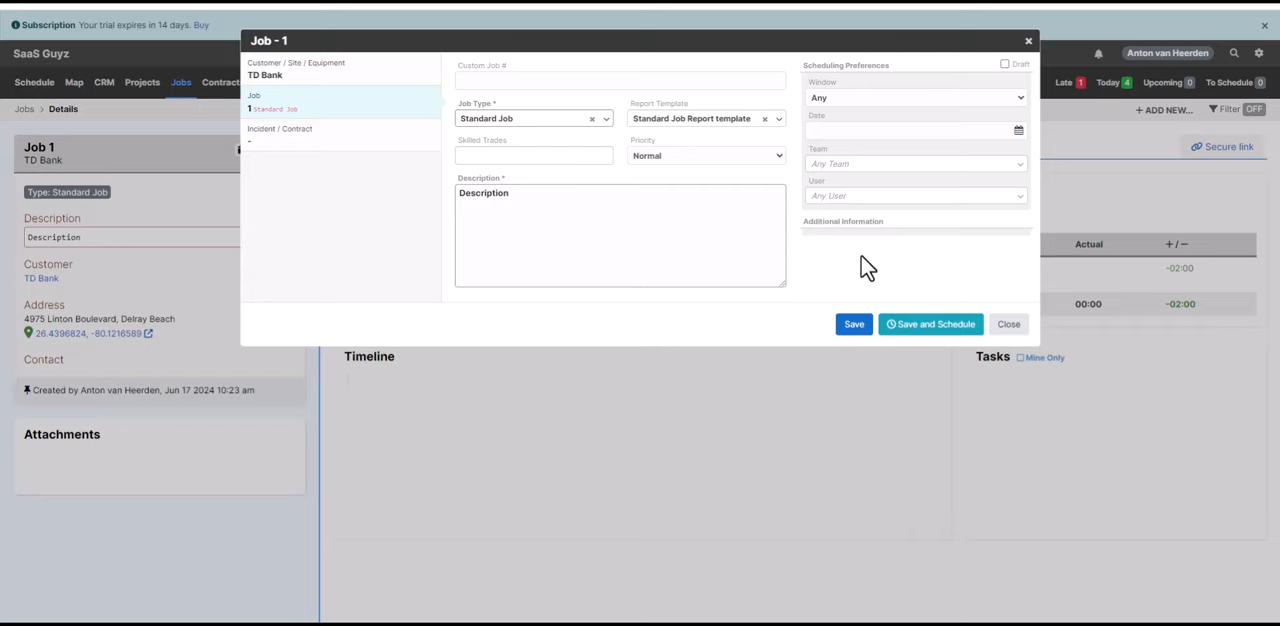 Subscription Your trial expires in 14 days. Buy
SaaS Guyz
Anton van Heerden
Schedule Map CRM Projects Jobs Contract
Late 1 Today 4 Upcoming 0 To Schedule 0
Jobs > Details
+ ADD NEW... Filter OFF
Job 1
TD Bank
Secure link
Type: Standard Job
Description
Description
Customer
TD Bank
Address
4975 Linton Boulevard, Delray Beach
26.4396824, -80.1216589
Contact
Created by Anton van Heerden, Jun 17 2024 10:23 am
Attachments
Job - 1
Customer / Site / Equipment
TD Bank
Job
1 Standard Job
Incident / Contract
-
Custom Job #
Job Type *
Standard Job
Report Template
Standard Job Report template
Skilled Trades
Priority
Normal
Description *
Description
Scheduling Preferences
Draft
Window
Any
Date
Team
Any Team
User
Any User
Additional Information
Save Save and Schedule Close
Actual + / −
-02:00
00:00 -02:00
Timeline
Tasks Mine Only